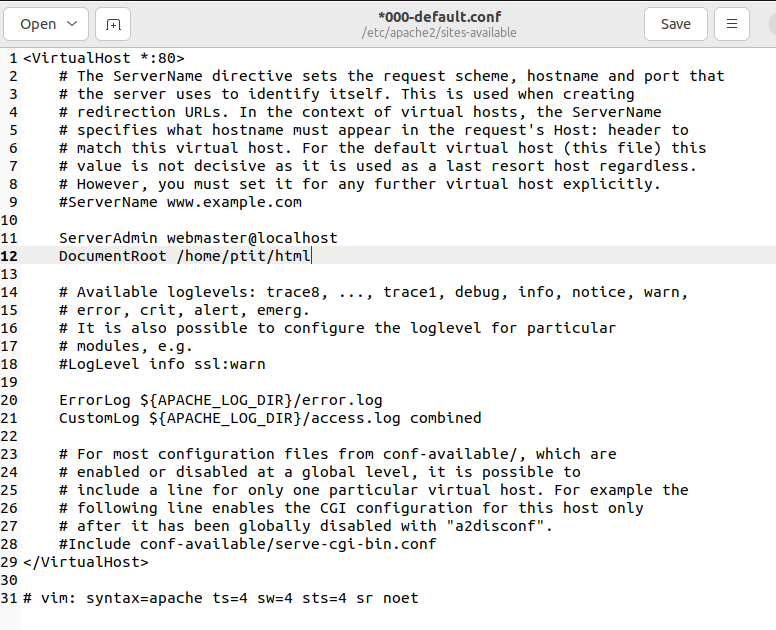 Open
*000-default.conf
/etc/apache2/sites-available
Save
1 <VirtualHost *:80>
2     # The ServerName directive sets the request scheme, hostname and port that
3     # the server uses to identify itself. This is used when creating
4     # redirection URLs. In the context of virtual hosts, the ServerName
5     # specifies what hostname must appear in the request's Host: header to
6     # match this virtual host. For the default virtual host (this file) this
7     # value is not decisive as it is used as a last resort host regardless.
8     # However, you must set it for any further virtual host explicitly.
9     #ServerName www.example.com
10
11     ServerAdmin webmaster@localhost
12     DocumentRoot /home/ptit/html
13
14     # Available loglevels: trace8, ..., trace1, debug, info, notice, warn,
15     # error, crit, alert, emerg.
16     # It is also possible to configure the loglevel for particular
17     # modules, e.g.
18     #LogLevel info ssl:warn
19
20     ErrorLog ${APACHE_LOG_DIR}/error.log
21     CustomLog ${APACHE_LOG_DIR}/access.log combined
22
23     # For most configuration files from conf-available/, which are
24     # enabled or disabled at a global level, it is possible to
25     # include a line for only one particular virtual host. For example the
26     # following line enables the CGI configuration for this host only
27     # after it has been globally disabled with "a2disconf".
28     #Include conf-available/serve-cgi-bin.conf
29 </VirtualHost>
30
31 # vim: syntax=apache ts=4 sw=4 sts=4 sr noet